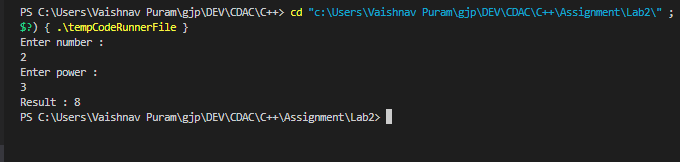 PS C:\Users\Vaishnav Puram\gjp\DEV\CDAC\C++> cd "c:\Users\Vaishnav Puram\gjp\DEV\CDAC\C++\Assignment\Lab2\" ;
$?) { .\tempCodeRunnerFile }
Enter number :
2
Enter power :
3
Result : 8
PS C:\Users\Vaishnav Puram\gjp\DEV\CDAC\C++\Assignment\Lab2>